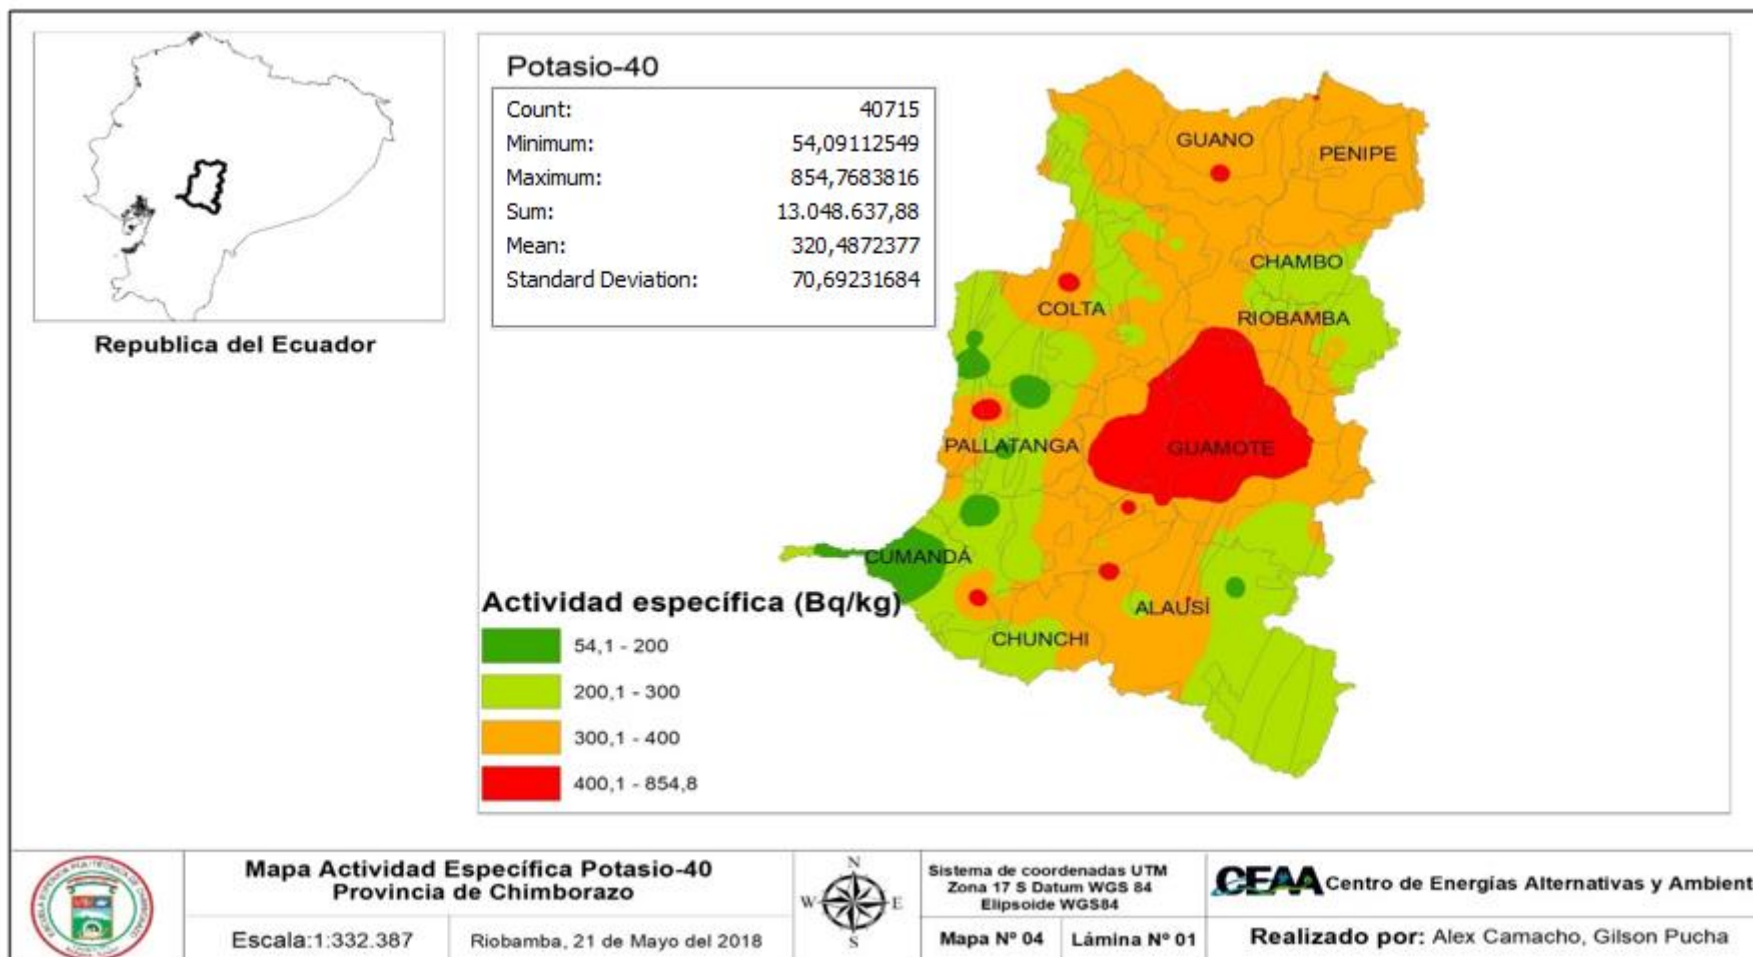 Republica del Ecuador
Potasio-40
Count: 40715
Minimum: 54,09112549
Maximum: 854,7683816
Sum: 13.048.637,88
Mean: 320,4872377
Standard Deviation: 70,69231684
GUANO
PENIPE
CHAMBO
COLTA
RIOBAMBA
PALLATANGA
GUAMOTE
CUMANDÁ
ALAUSÍ
CHUNCHI
Actividad específica (Bq/kg)
54,1 - 200
200,1 - 300
300,1 - 400
400,1 - 854,8
Mapa Actividad Específica Potasio-40
Provincia de Chimborazo
Escala:1:332.387
Riobamba, 21 de Mayo del 2018
N
W E
S
Sistema de coordenadas UTM
Zona 17 S Datum WGS 84
Elipsoide WGS84
Mapa Nº 04
Lámina Nº 01
CEAA Centro de Energías Alternativas y Ambient
Realizado por: Alex Camacho, Gilson Pucha